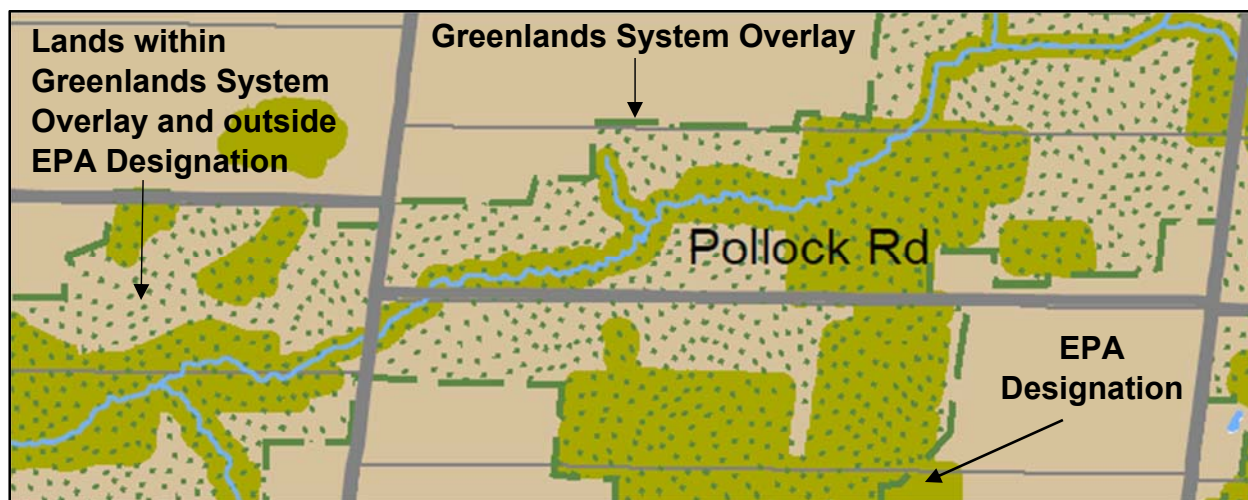 Lands within
Greenlands System
Overlay and outside
EPA Designation
Greenlands System Overlay
Pollock Rd
EPA
Designation